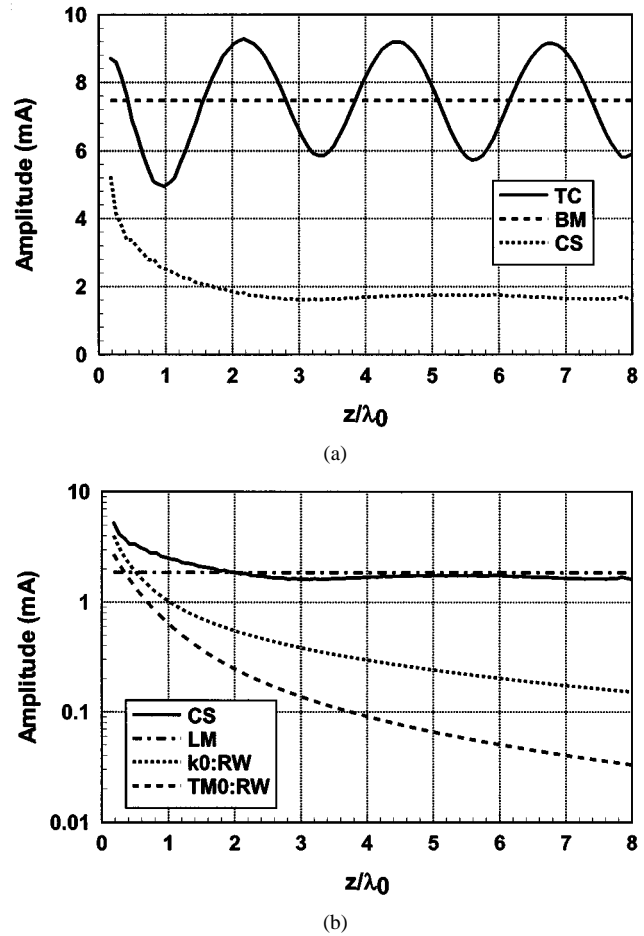 10
8
6
4
2
0
Amplitude (mA)
TC
BM
CS
0 1 2 3 4 5 6 7 8
z/λ0
(a)
10
1
0.1
0.01
Amplitude (mA)
CS
LM
k0:RW
TM0:RW
0 1 2 3 4 5 6 7 8
z/λ0
(b)